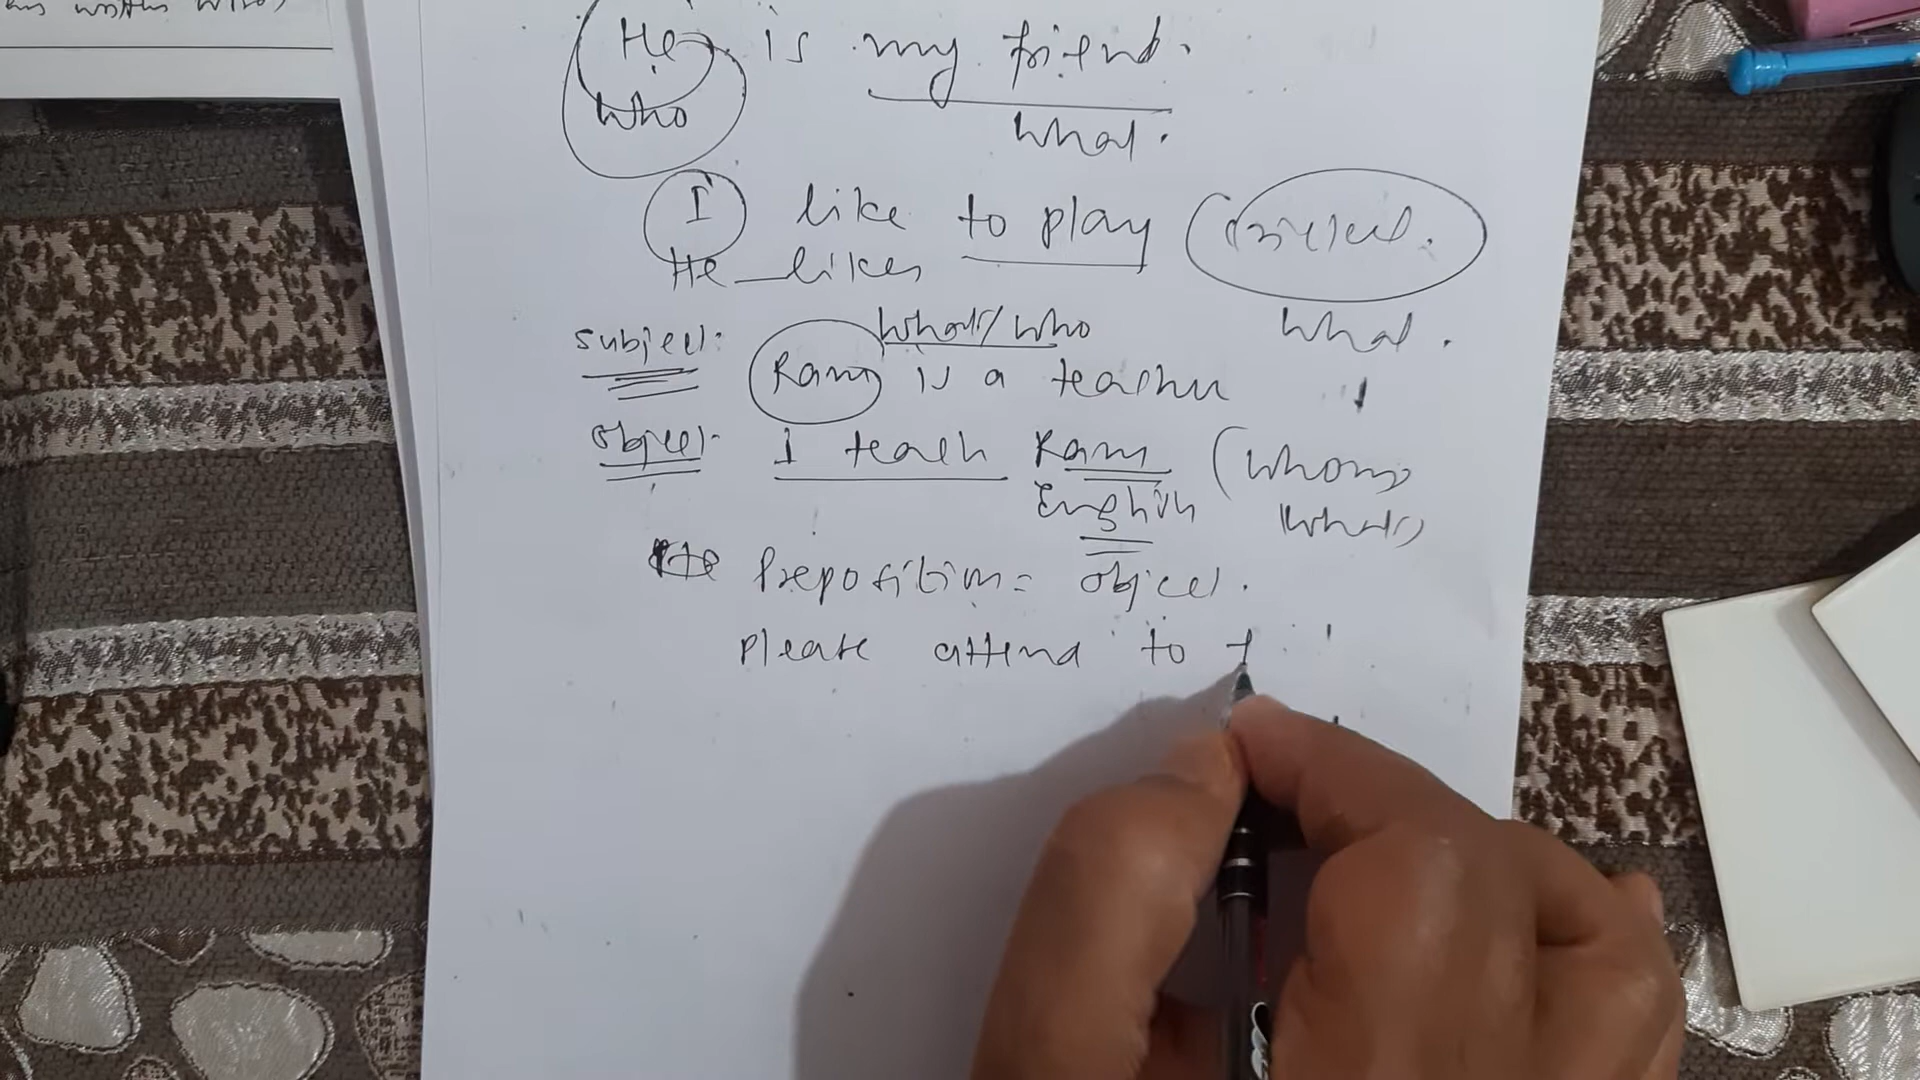 He is my friend.
who what.
I like to play cricket.
He likes
what/who what.
subject: Ram is a teacher
object: I teach Ram (whom
English what)
Preposition = object.
please attend to t